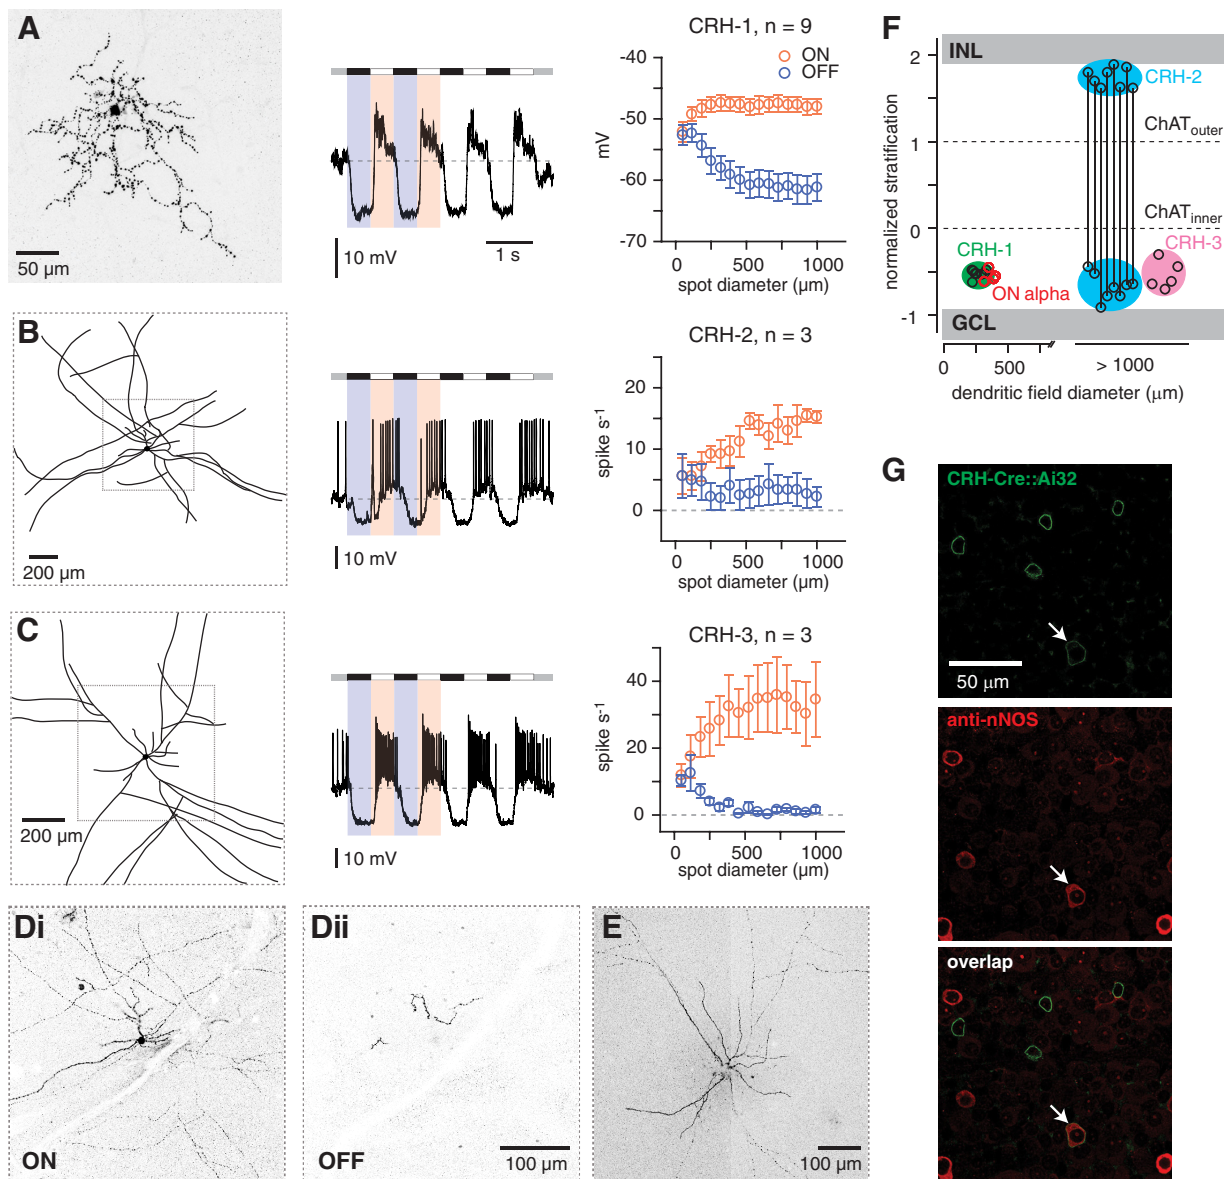 A
50 μm
10 mV
1 s
CRH-1, n = 9
ON
OFF
-40
-50
-60
-70
mV
0
500
1000
spot diameter (μm)
B
200 μm
10 mV
CRH-2, n = 3
20
10
0
spike s-1
0
500
1000
spot diameter (μm)
C
200 μm
10 mV
CRH-3, n = 3
40
20
0
spike s-1
0
500
1000
spot diameter (μm)
Di
ON
Dii
OFF
100 μm
E
100 μm
F
INL
CRH-2
ChATouter
ChATinner
CRH-1
CRH-3
ON alpha
GCL
2
1
0
-1
normalized stratification
0
500
> 1000
dendritic field diameter (μm)
G
CRH-Cre::Ai32
50 μm
anti-nNOS
overlap